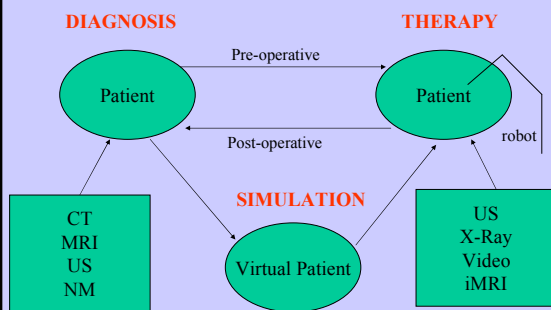 DIAGNOSIS
THERAPY
Pre-operative
Patient
Patient
robot
Post-operative
SIMULATION
CT
MRI
US
NM
Virtual Patient
US
X-Ray
Video
iMRI